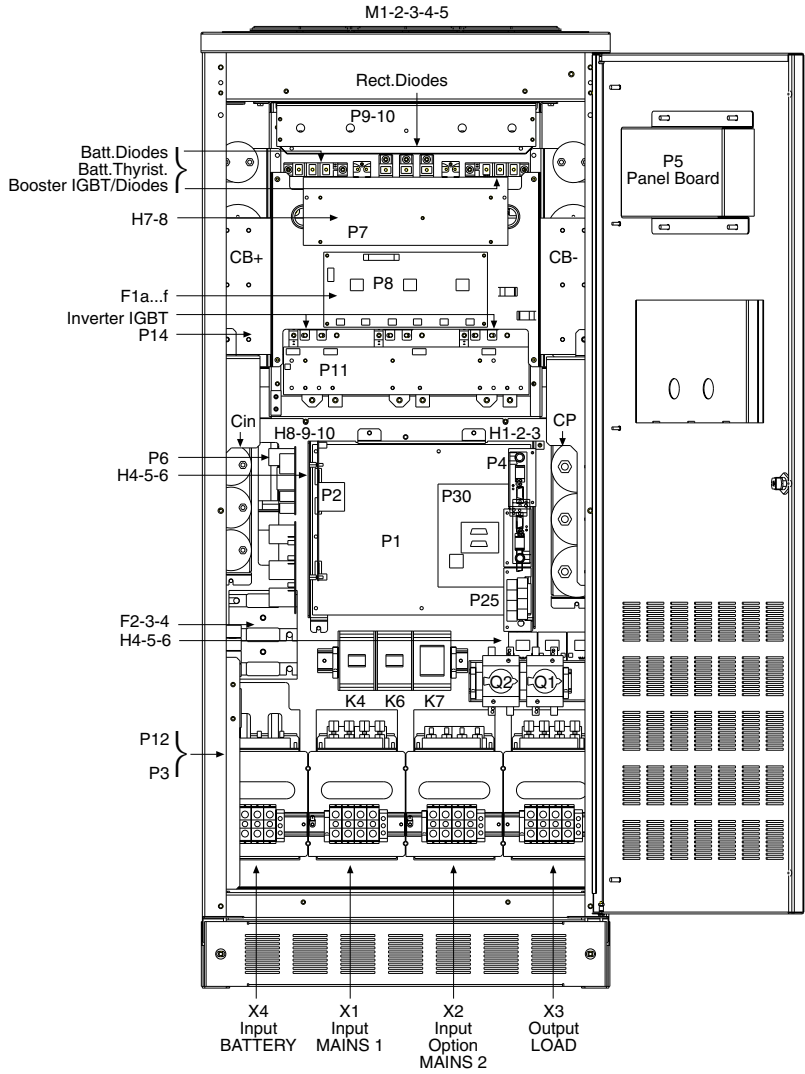 M1-2-3-4-5
Rect.Diodes
P9-10
Batt.Diodes
Batt.Thyrist.
Booster IGBT/Diodes
P5
Panel Board
H7-8
P7
CB+
CB-
P8
F1a...f
Inverter IGBT
P14
P11
Cin
H8-9-10
H1-2-3
CP
P6
P4
H4-5-6
P2
P30
P1
P25
F2-3-4
H4-5-6
Q2
Q1
K4
K6
K7
P12
P3
X4
Input
BATTERY
X1
Input
MAINS 1
X2
Input
Option
MAINS 2
X3
Output
LOAD